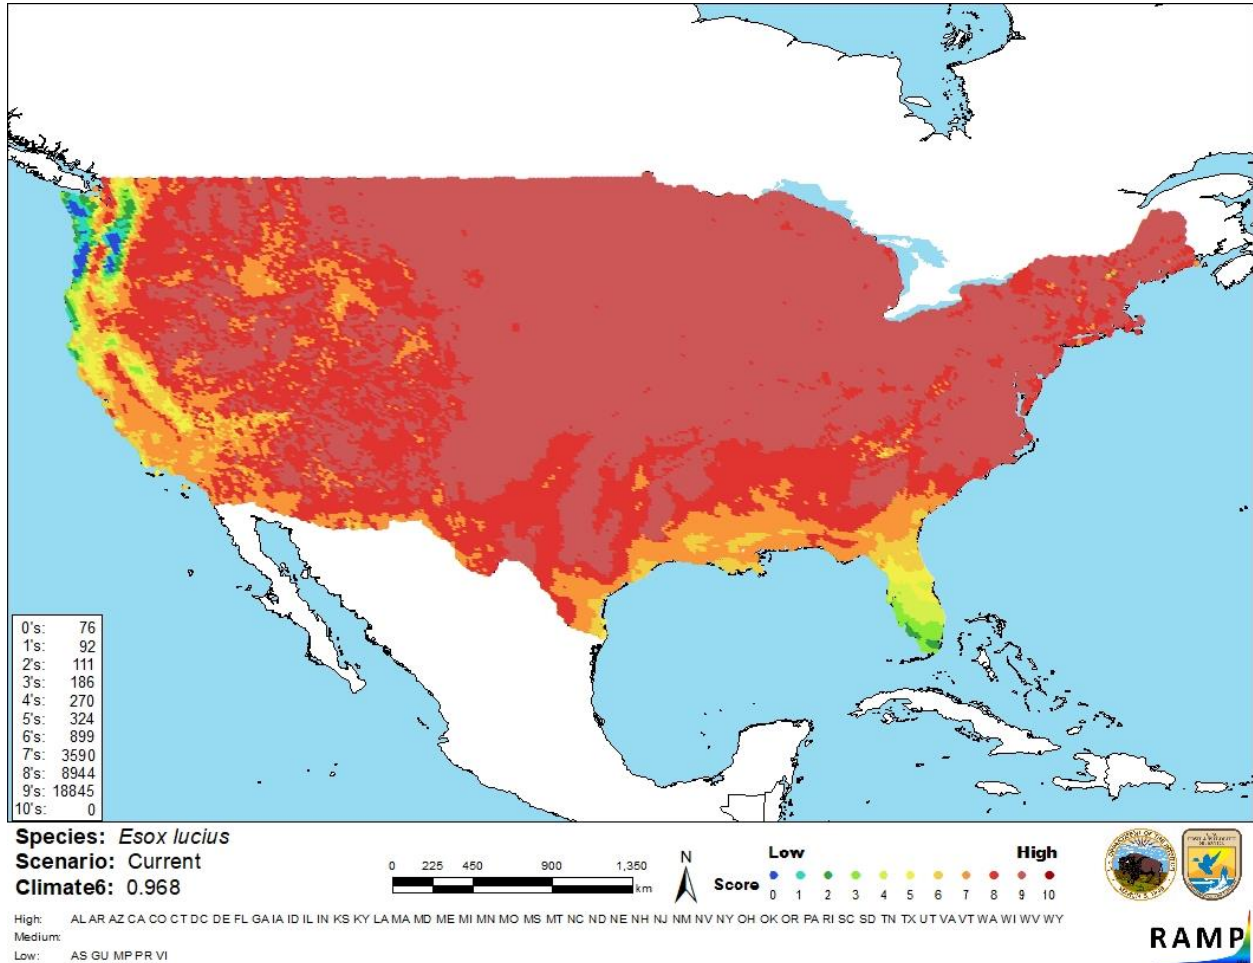 0's: 76
1's: 92
2's: 111
3's: 186
4's: 270
5's: 324
6's: 899
7's: 3590
8's: 8944
9's: 18845
10's: 0
Species: Esox lucius
Scenario: Current
Climate6: 0.968
0 225 450 900 1,350
km
N
Low High
Score 0 1 2 3 4 5 6 7 8 9 10
High: AL AR AZ CA CO CT DC DE FL GA IA ID IL IN KS KY LA MA MD ME MI MN MO MS MT NC ND NE NH NJ NM NV NY OH OK OR PA RI SC SD TN TX UT VA VT WA WI WV WY
Medium:
Low: AS GU MP PR VI
RAMP